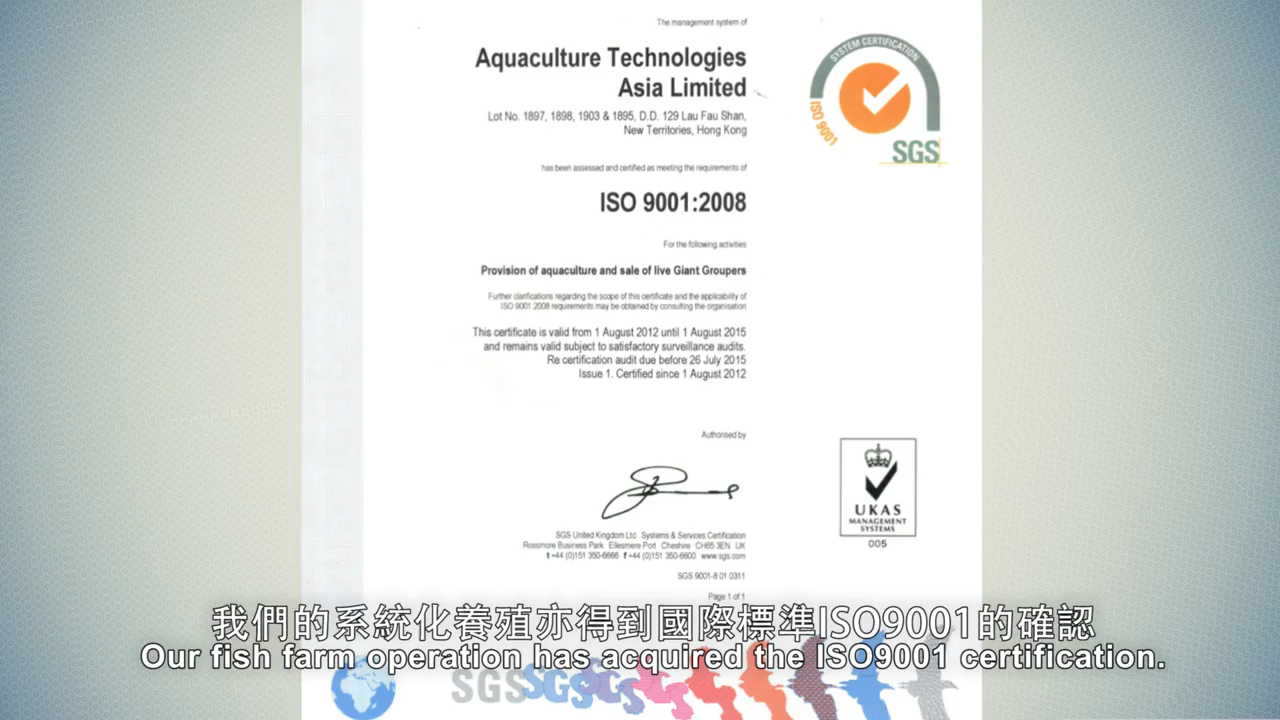 The management system of
Aquaculture Technologies
Asia Limited
Lot No. 1897, 1898, 1903 & 1895, D.D. 129 Lau Fau Shan,
New Territories, Hong Kong
has been assessed and certified as meeting the requirements of
ISO 9001:2008
For the following activities
Provision of aquaculture and sale of live Giant Groupers
Further clarifications regarding the scope of this certificate and the applicability of
ISO 9001 2008 requirements may be obtained by consulting the organisation
This certificate is valid from 1 August 2012 until 1 August 2015
and remains valid subject to satisfactory surveillance audits.
Re certification audit due before 26 July 2015
Issue 1. Certified since 1 August 2012
Authorised by
SGS United Kingdom Ltd Systems & Services Certification
Rossmore Business Park Ellesmere Port Cheshire CH65 3EN UK
t +44 (0)151 350-6666 f +44 (0)151 350-6600 www.sgs.com
SGS 9001-8 01 0311
Page 1 of 1
SYSTEM CERTIFICATION
ISO 9001
SGS
UKAS
MANAGEMENT
SYSTEMS
005
我們的系統化養殖亦得到國際標準ISO9001的確認
Our fish farm operation has acquired the ISO9001 certification.
SGS SGS